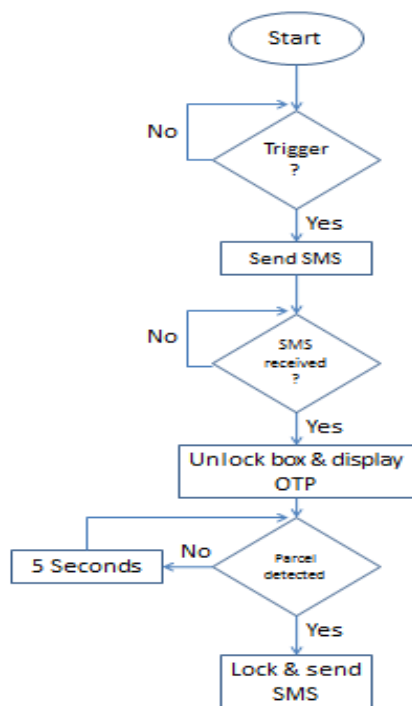 Start
No
Trigger
?
Yes
Send SMS
No
SMS
received
?
Yes
Unlock box & display
OTP
5 Seconds
No
Parcel
detected
Yes
Lock & send
SMS